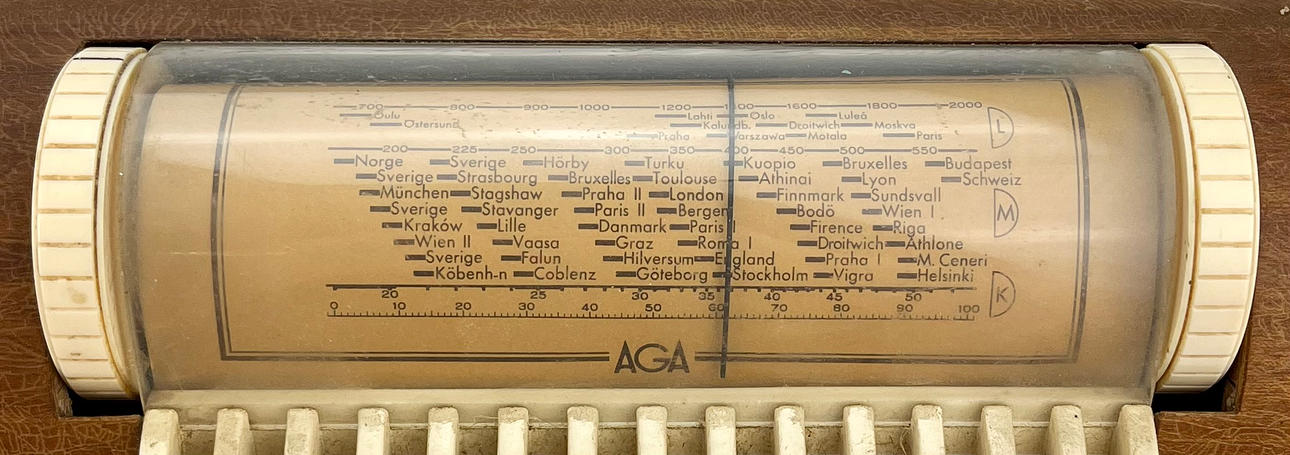 700 800 900 1000 1200 1400 1600 1800 2000
Oulu Lahti Oslo Luleå
Östersund Kalundb. Droitwich Moskva L
Praha Warszawa Motala Paris
200 225 250 300 350 400 450 500 550
Norge Sverige Hörby Turku Kuopio Bruxelles Budapest
Sverige Strasbourg Bruxelles Toulouse Athinai Lyon Schweiz
München Stagshaw Praha II London Finnmark Sundsvall
Sverige Stavanger Paris II Bergen Bodö Wien I M
Kraków Lille Danmark Paris I Firence Riga
Wien II Vaasa Graz Roma I Droitwich Athlone
Sverige Falun Hilversum England Praha I M. Ceneri
Köbenh-n Coblenz Göteborg Stockholm Vigra Helsinki
20 25 30 35 40 45 50 K
0 10 20 30 40 50 60 70 80 90 100
AGA